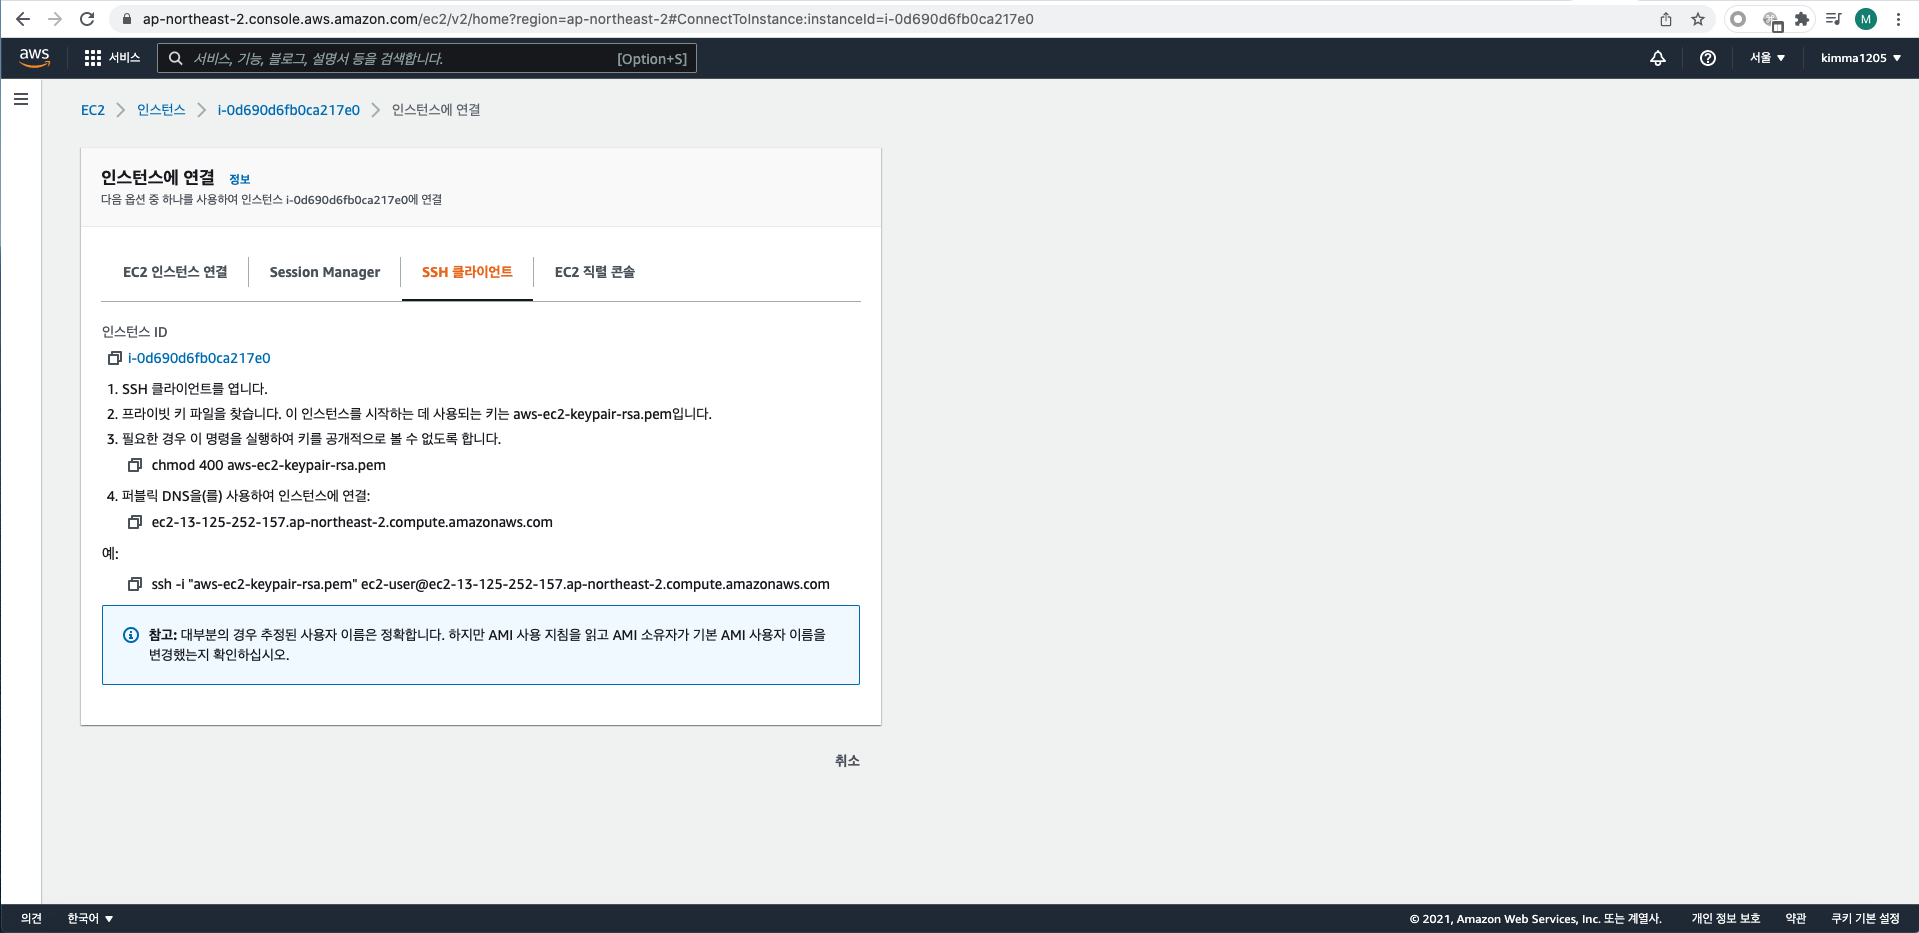 ap-northeast-2.console.aws.amazon.com/ec2/v2/home?region=ap-northeast-2#ConnectToInstance:instanceId=i-0d690d6fb0ca217e0
M
aws
서비스
서비스, 기능, 블로그, 설명서 등을 검색합니다.
[Option+S]
서울
kimma1205
EC2
인스턴스
i-0d690d6fb0ca217e0
인스턴스에 연결
인스턴스에 연결 정보
다음 옵션 중 하나를 사용하여 인스턴스 i-0d690d6fb0ca217e0에 연결
EC2 인스턴스 연결
Session Manager
SSH 클라이언트
EC2 직렬 콘솔
인스턴스 ID
i-0d690d6fb0ca217e0
1. SSH 클라이언트를 엽니다.
2. 프라이빗 키 파일을 찾습니다. 이 인스턴스를 시작하는 데 사용되는 키는 aws-ec2-keypair-rsa.pem입니다.
3. 필요한 경우 이 명령을 실행하여 키를 공개적으로 볼 수 없도록 합니다.
chmod 400 aws-ec2-keypair-rsa.pem
4. 퍼블릭 DNS을(를) 사용하여 인스턴스에 연결:
ec2-13-125-252-157.ap-northeast-2.compute.amazonaws.com
예:
ssh -i "aws-ec2-keypair-rsa.pem" ec2-user@ec2-13-125-252-157.ap-northeast-2.compute.amazonaws.com
참고: 대부분의 경우 추정된 사용자 이름은 정확합니다. 하지만 AMI 사용 지침을 읽고 AMI 소유자가 기본 AMI 사용자 이름을
변경했는지 확인하십시오.
취소
의견
한국어
© 2021, Amazon Web Services, Inc. 또는 계열사.
개인 정보 보호
약관
쿠키 기본 설정